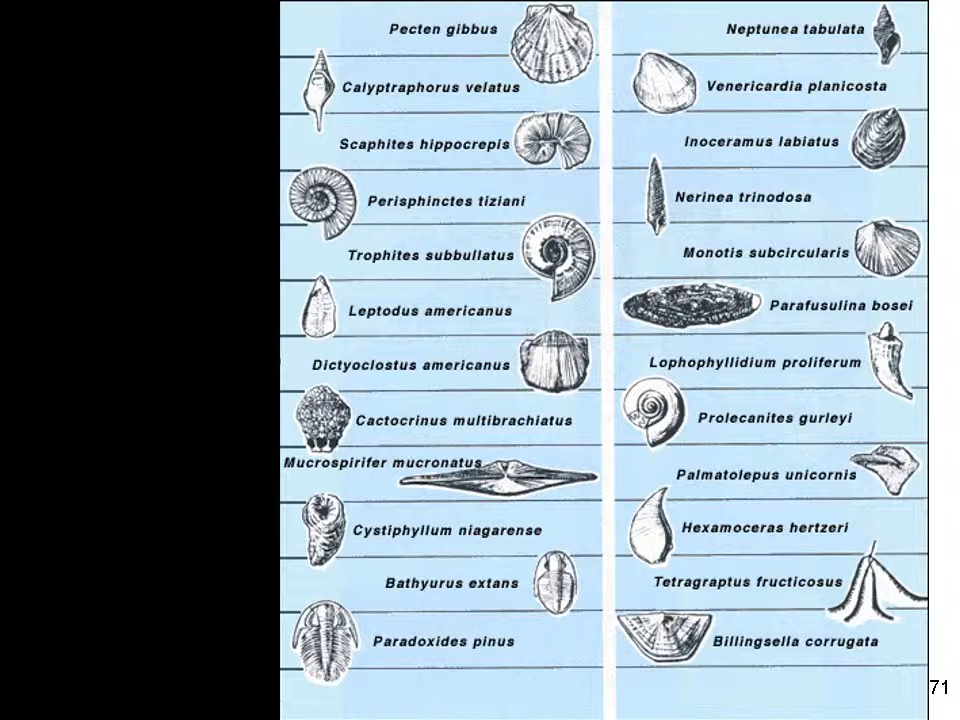 Pecten gibbus
Calyptraphorus velatus
Scaphites hippocrepis
Perisphinctes tiziani
Trophites subbullatus
Leptodus americanus
Dictyoclostus americanus
Cactocrinus multibrachiatus
Mucrospirifer mucronatus
Cystiphyllum niagarense
Bathyurus extans
Paradoxides pinus
Neptunea tabulata
Venericardia planicosta
Inoceramus labiatus
Nerinea trinodosa
Monotis subcircularis
Parafusulina bosei
Lophophyllidium proliferum
Prolecanites gurleyi
Palmatolepus unicornis
Hexamoceras hertzeri
Tetragraptus fructicosus
Billingsella corrugata
71